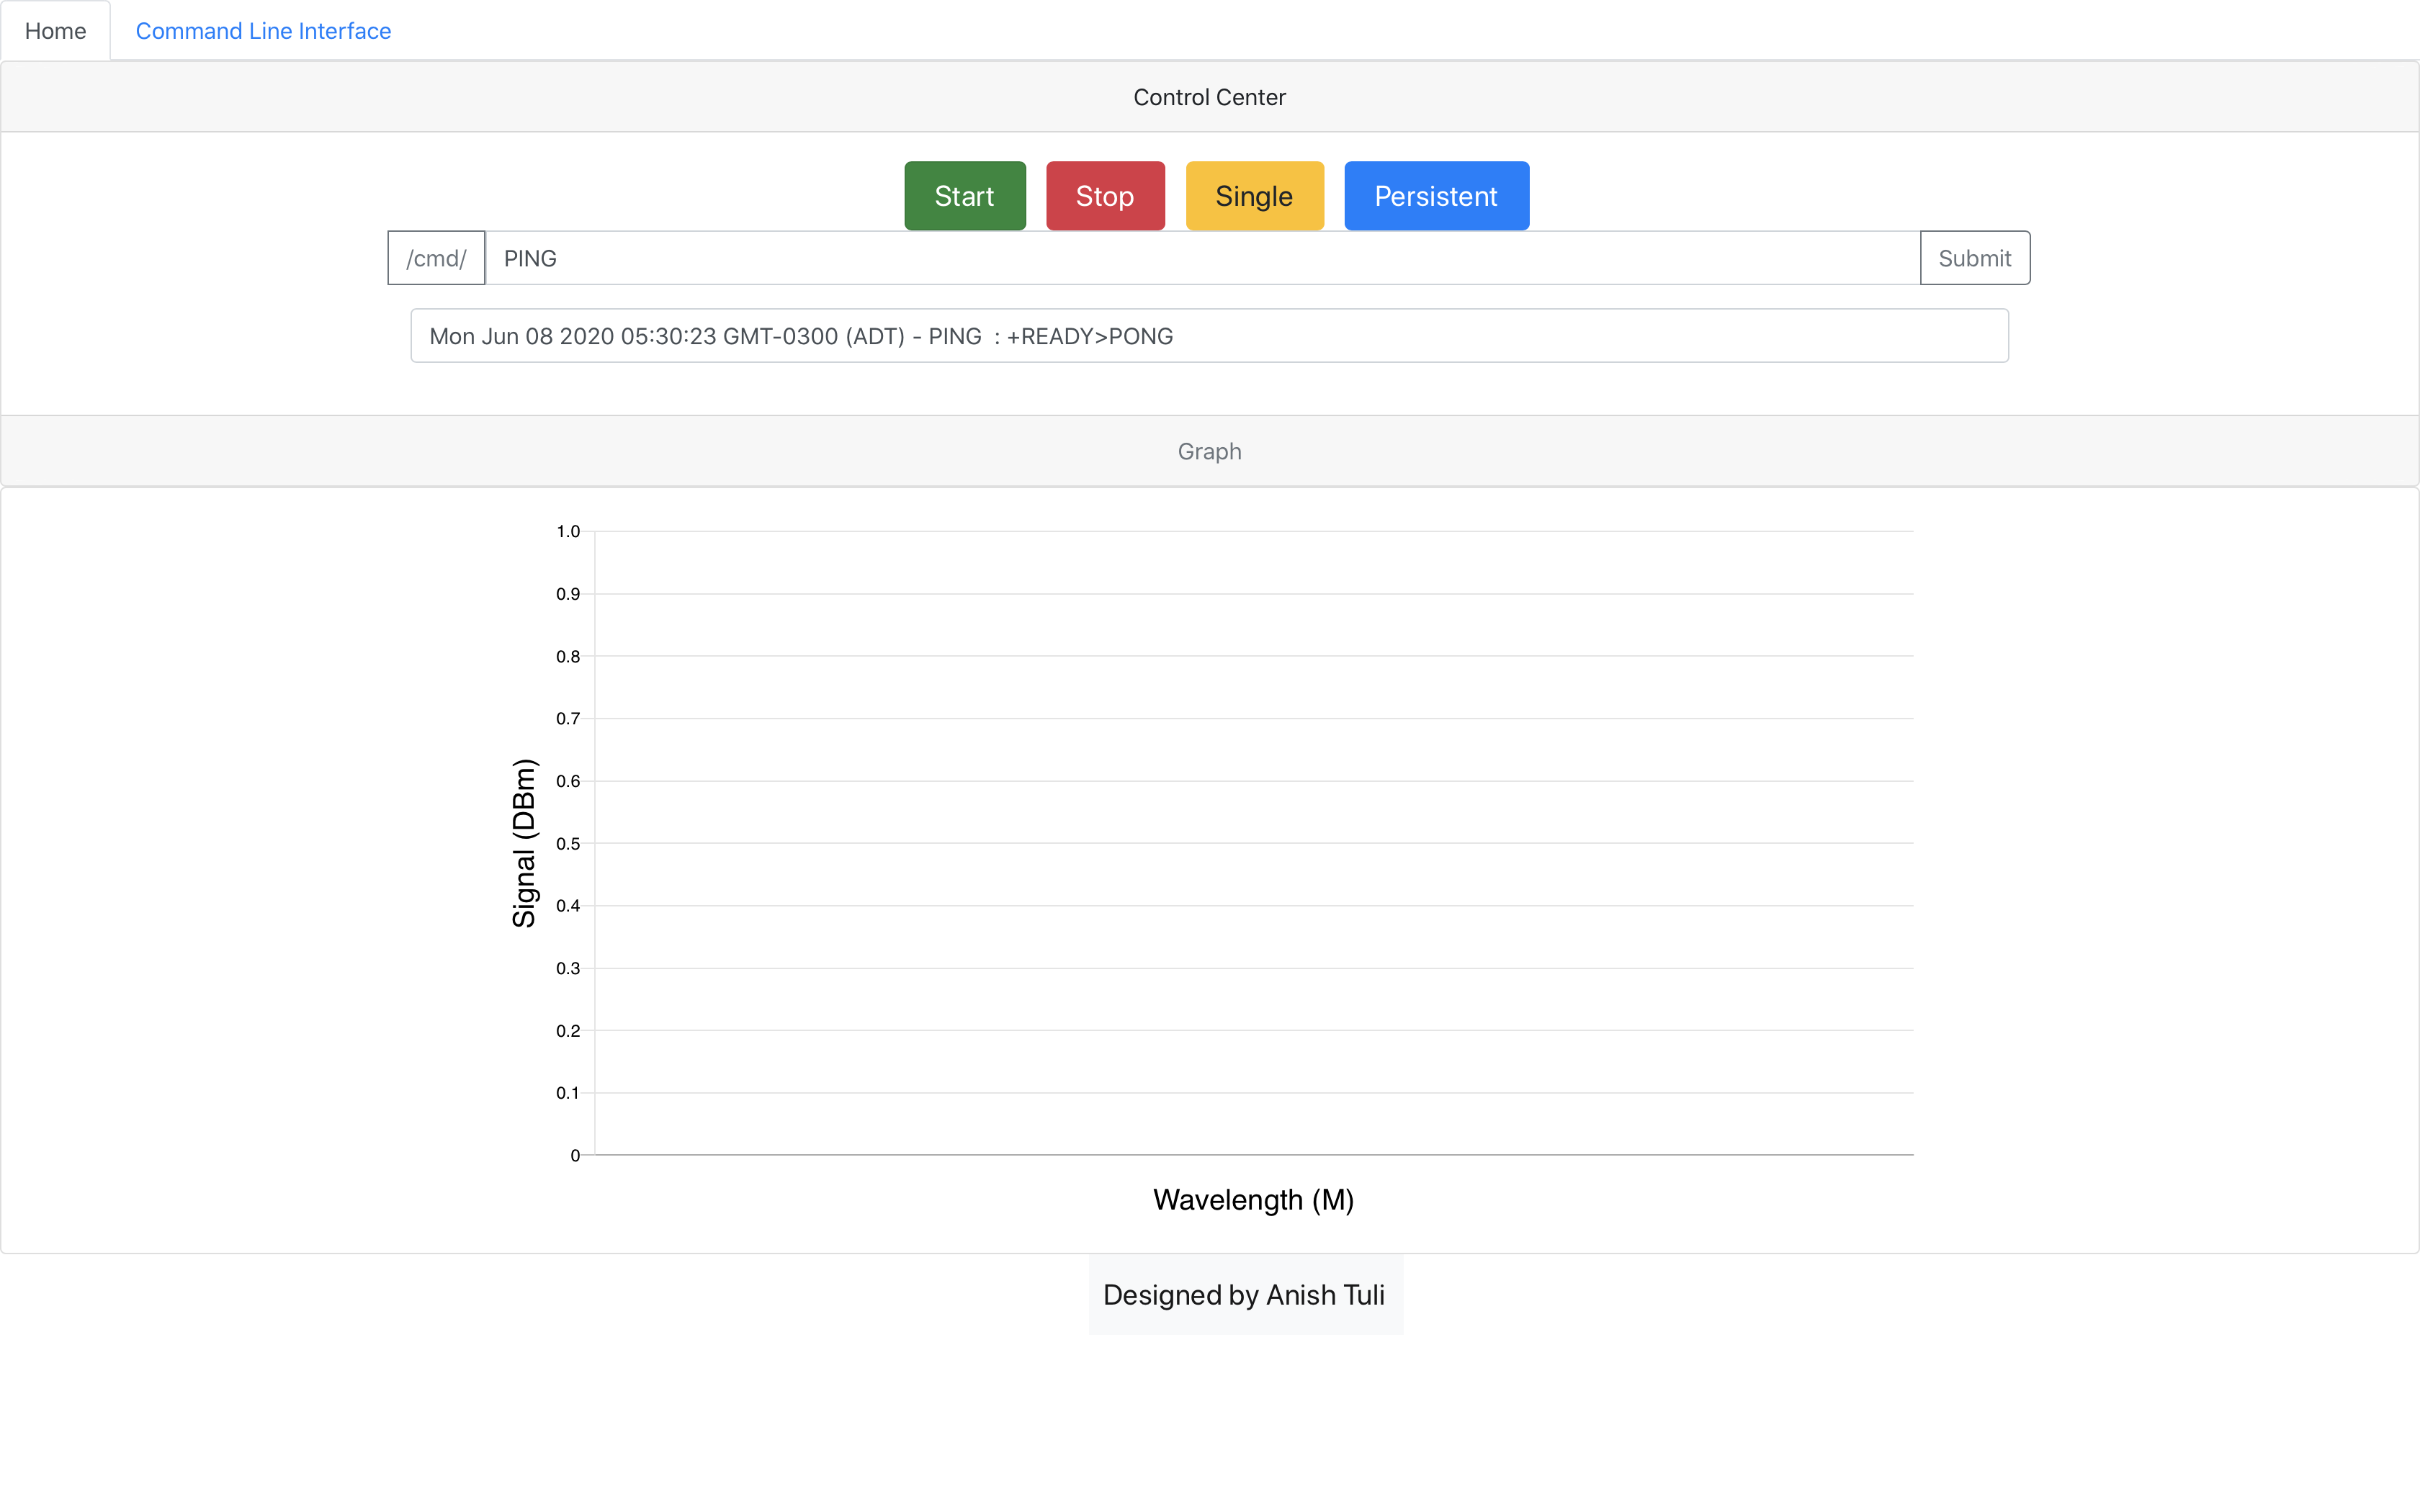 Home Command Line Interface
Control Center
Start Stop Single Persistent
/cmd/ PING Submit
Mon Jun 08 2020 05:30:23 GMT-0300 (ADT) - PING : +READY>PONG
Graph
1.0
0.9
0.8
0.7
0.6
0.5
0.4
0.3
0.2
0.1
0
Signal (DBm)
Wavelength (M)
Designed by Anish Tuli